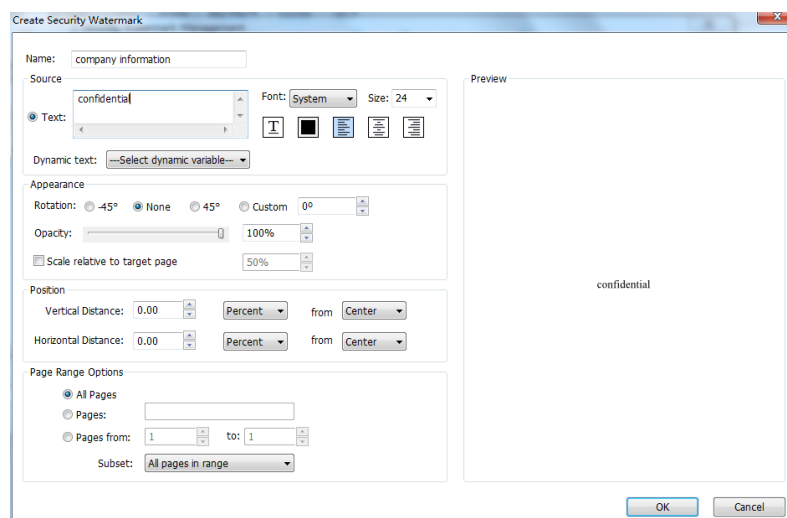 Create Security Watermark
Name: company information
Source
Text: confidential
Font: System Size: 24
T
Dynamic text: ---Select dynamic variable---
Appearance
Rotation: -45° None 45° Custom 0°
Opacity: 100%
Scale relative to target page 50%
Position
Vertical Distance: 0.00 Percent from Center
Horizontal Distance: 0.00 Percent from Center
Page Range Options
All Pages
Pages:
Pages from: 1 to: 1
Subset: All pages in range
Preview
confidential
OK Cancel